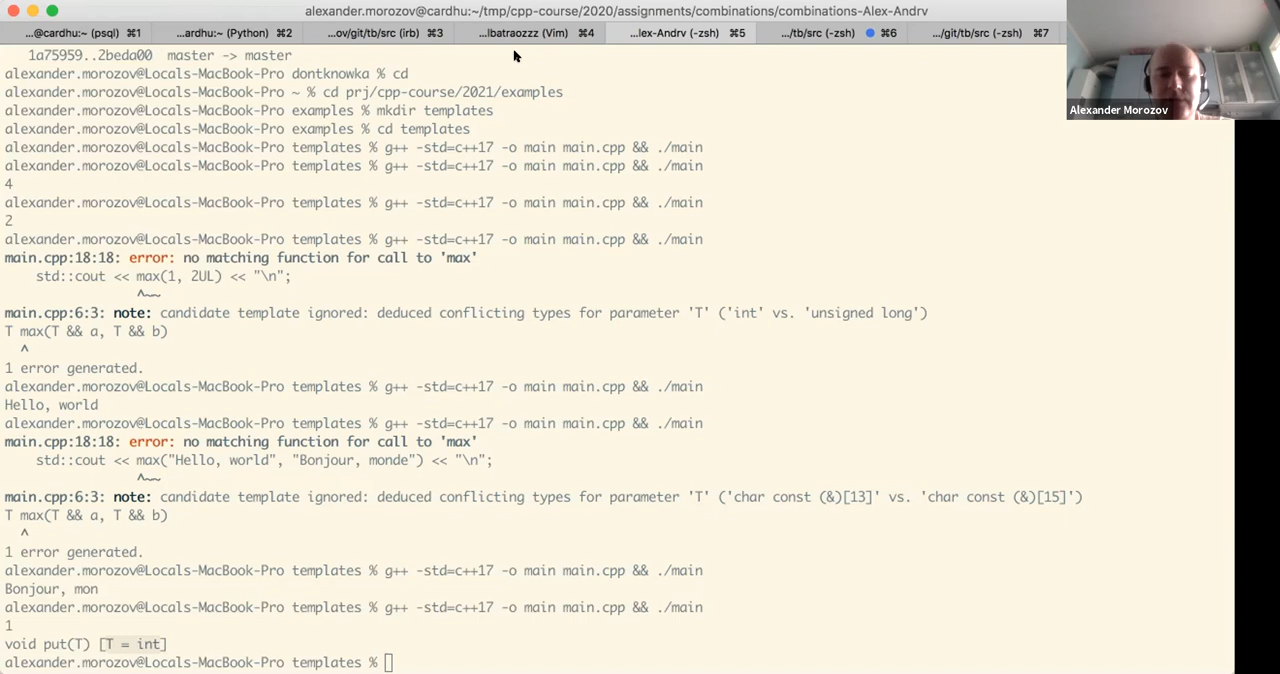 alexander.morozov@cardhu:~/tmp/cpp-course/2020/assignments/combinations/combinations-Alex-Andrv
...@cardhu:~ (psql) ⌘1 ...ardhu:~ (Python) ⌘2 ...ov/git/tb/src (irb) ⌘3 ...lbatraozzz (Vim) ⌘4 ...lex-Andrv (-zsh) ⌘5 .../tb/src (-zsh) ⌘6 .../git/tb/src (-zsh) ⌘7
1a75959..2beda00  master -> master
alexander.morozov@Locals-MacBook-Pro dontknowka % cd
alexander.morozov@Locals-MacBook-Pro ~ % cd prj/cpp-course/2021/examples
alexander.morozov@Locals-MacBook-Pro examples % mkdir templates
alexander.morozov@Locals-MacBook-Pro examples % cd templates
alexander.morozov@Locals-MacBook-Pro templates % g++ -std=c++17 -o main main.cpp && ./main
alexander.morozov@Locals-MacBook-Pro templates % g++ -std=c++17 -o main main.cpp && ./main
4
alexander.morozov@Locals-MacBook-Pro templates % g++ -std=c++17 -o main main.cpp && ./main
2
alexander.morozov@Locals-MacBook-Pro templates % g++ -std=c++17 -o main main.cpp && ./main
main.cpp:18:18: error: no matching function for call to 'max'
std::cout << max(1, 2UL) << "\n";
^~~
main.cpp:6:3: note: candidate template ignored: deduced conflicting types for parameter 'T' ('int' vs. 'unsigned long')
T max(T && a, T && b)
^
1 error generated.
alexander.morozov@Locals-MacBook-Pro templates % g++ -std=c++17 -o main main.cpp && ./main
Hello, world
alexander.morozov@Locals-MacBook-Pro templates % g++ -std=c++17 -o main main.cpp && ./main
main.cpp:18:18: error: no matching function for call to 'max'
std::cout << max("Hello, world", "Bonjour, monde") << "\n";
^~~
main.cpp:6:3: note: candidate template ignored: deduced conflicting types for parameter 'T' ('char const (&)[13]' vs. 'char const (&)[15]')
T max(T && a, T && b)
^
1 error generated.
alexander.morozov@Locals-MacBook-Pro templates % g++ -std=c++17 -o main main.cpp && ./main
Bonjour, mon
alexander.morozov@Locals-MacBook-Pro templates % g++ -std=c++17 -o main main.cpp && ./main
1
void put(T) [T = int]
alexander.morozov@Locals-MacBook-Pro templates %
Alexander Morozov